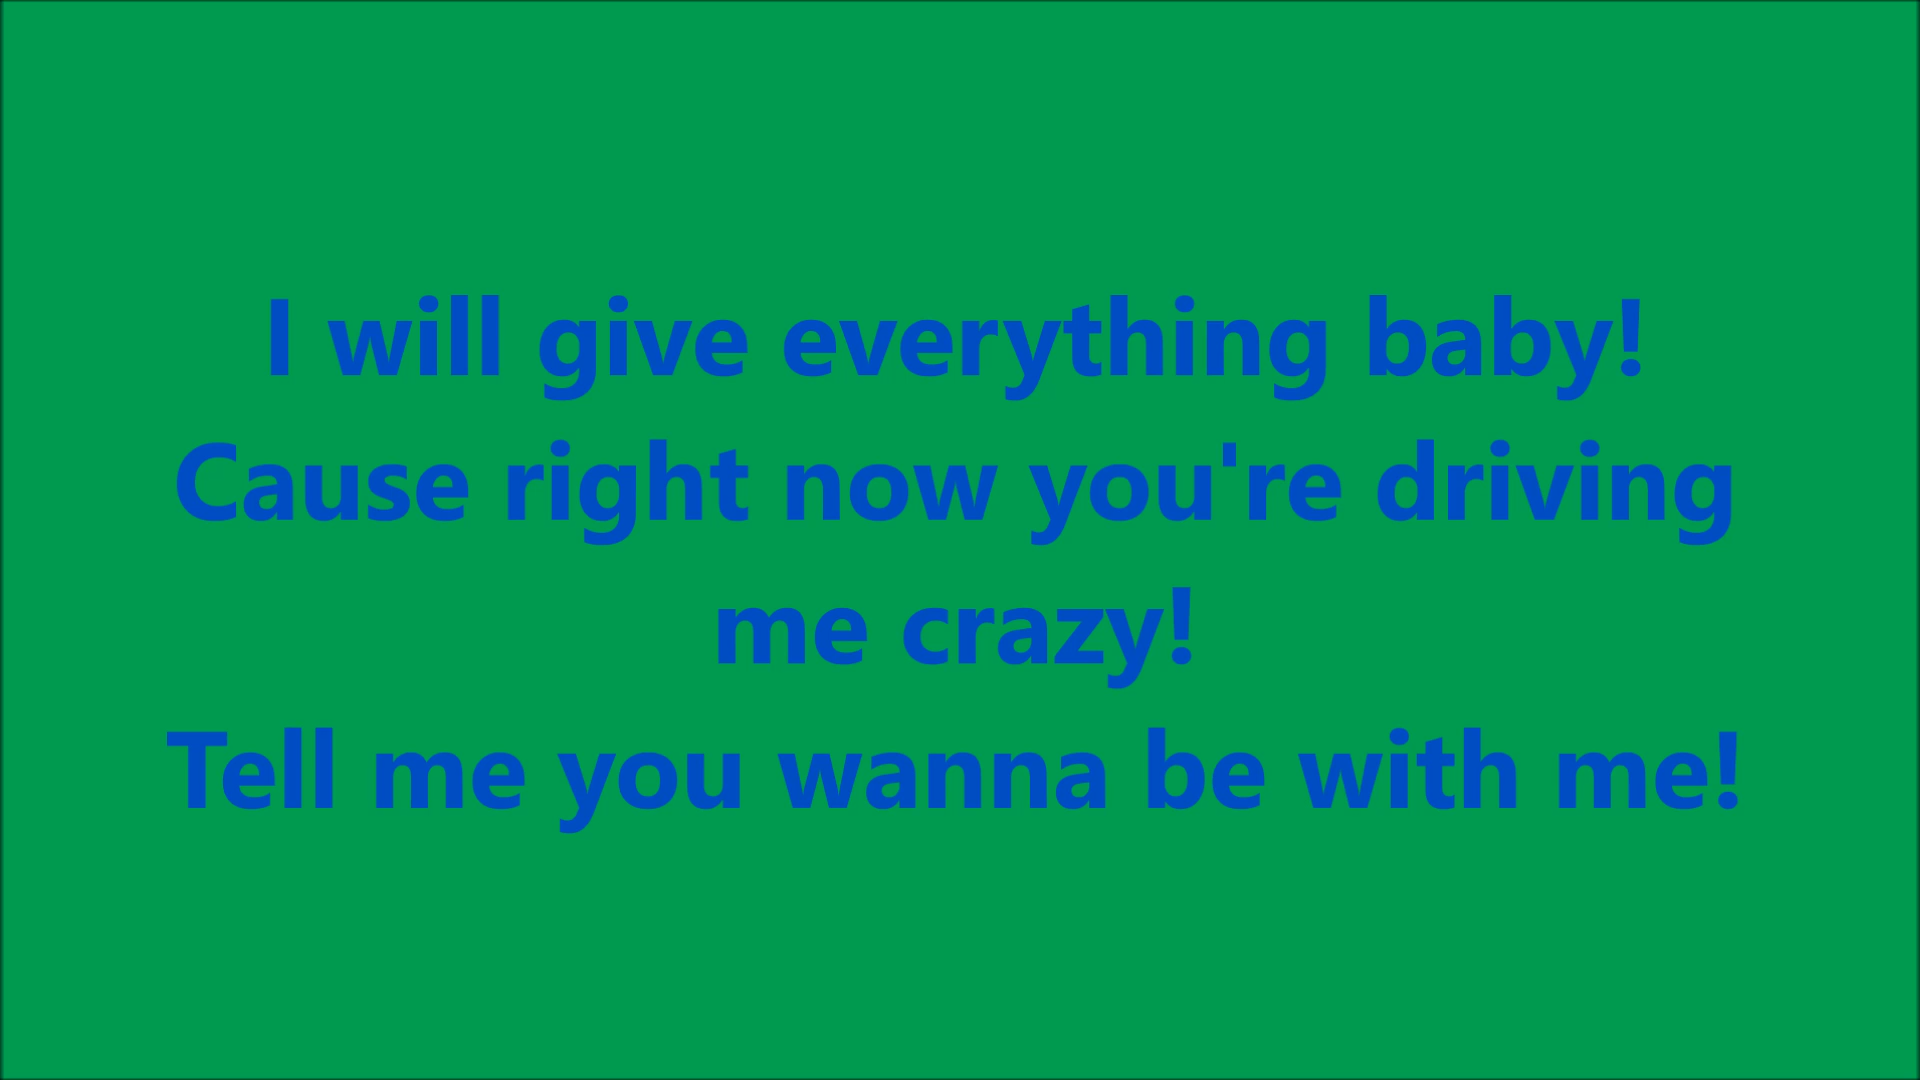 I will give everything baby!
Cause right now you're driving
me crazy!
Tell me you wanna be with me!